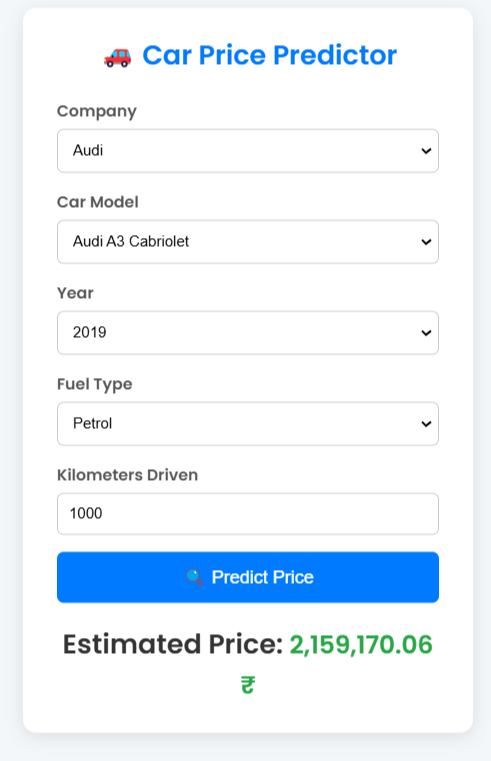 🚗 Car Price Predictor
Company
Audi
Car Model
Audi A3 Cabriolet
Year
2019
Fuel Type
Petrol
Kilometers Driven
1000
🔍 Predict Price
Estimated Price: 2,159,170.06
₹